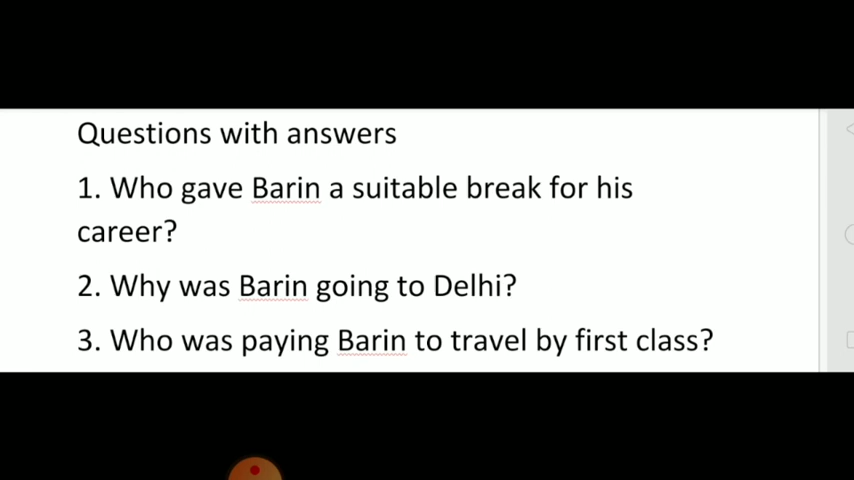 Questions with answers
1. Who gave Barin a suitable break for his
career?
2. Why was Barin going to Delhi?
3. Who was paying Barin to travel by first class?